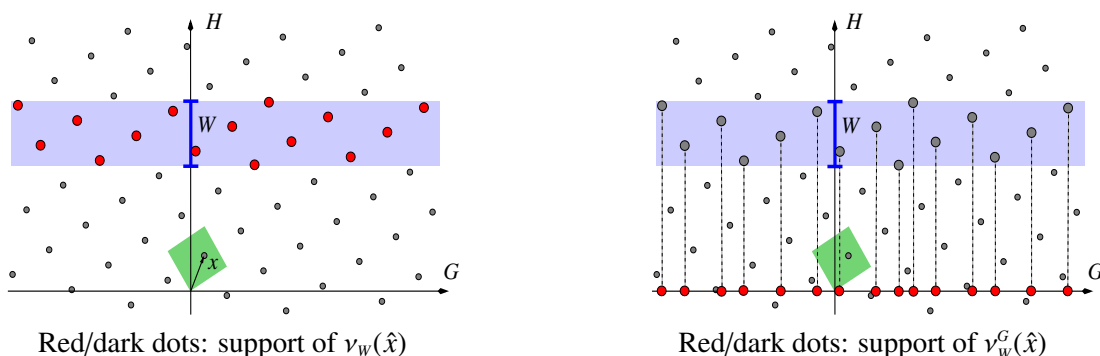 H
W
x
G
Red/dark dots: support of ν_W(x̂)
H
W
G
Red/dark dots: support of ν_W^G(x̂)